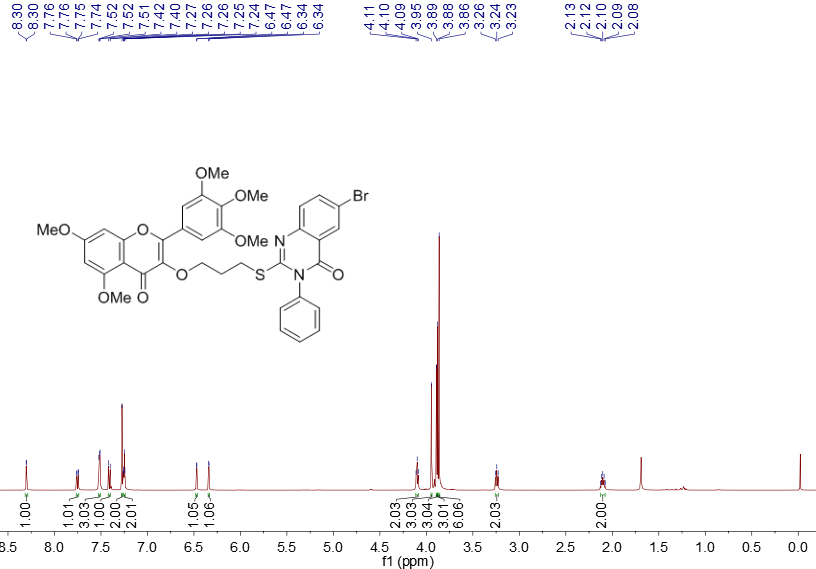 8.30 8.30 7.76 7.76 7.75 7.74 7.52 7.52 7.51 7.42 7.40 7.27 7.26 7.26 7.25 7.24 6.47 6.47 6.34 6.34 4.11 4.10 4.09 3.95 3.89 3.88 3.86 3.26 3.24 3.23 2.13 2.12 2.10 2.09 2.08
OMe
OMe
Br
MeO
O
OMe
N
O
S
O
OMe
O
N
1.00 1.01 3.03 1.00 2.00 2.01 1.05 1.06 2.03 3.03 3.04 3.01 6.06 2.03 2.00
8.5 8.0 7.5 7.0 6.5 6.0 5.5 5.0 4.5 4.0 3.5 3.0 2.5 2.0 1.5 1.0 0.5 0.0
f1 (ppm)